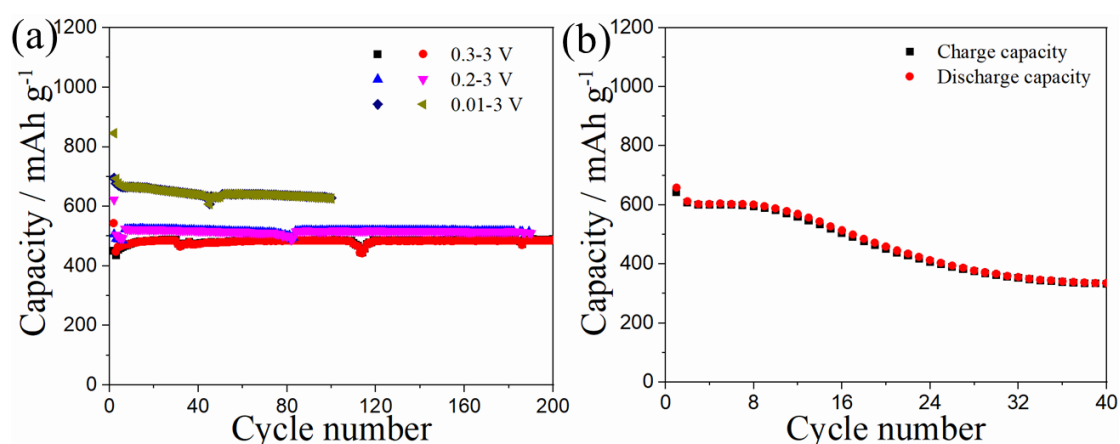 (a)
Capacity / mAh g⁻¹
1200
1000
800
600
400
200
0
0.3-3 V
0.2-3 V
0.01-3 V
0 40 80 120 160 200
Cycle number
(b)
Capacity / mAh g⁻¹
1200
1000
800
600
400
200
0
Charge capacity
Discharge capacity
0 8 16 24 32 40
Cycle number